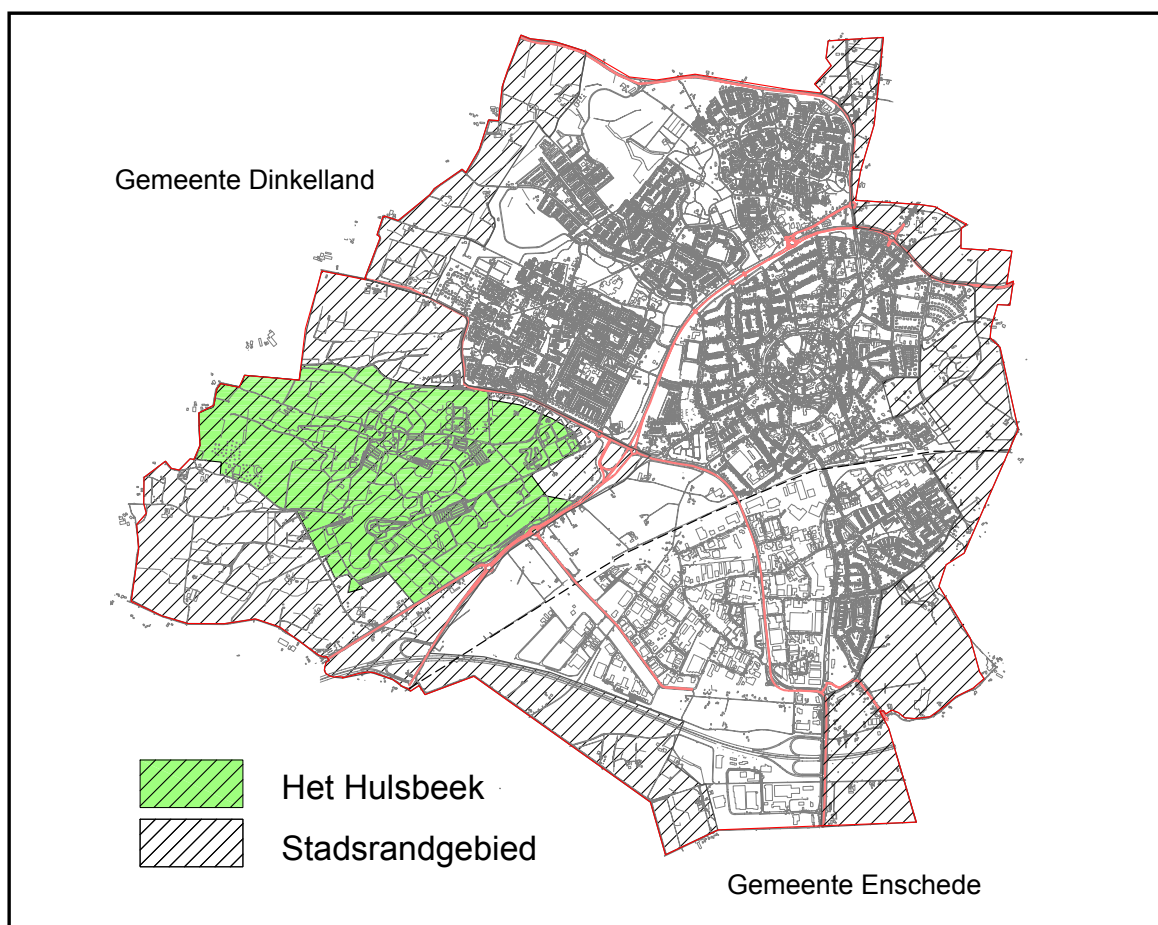 Gemeente Dinkelland
Het Hulsbeek
Stadsrandgebied
Gemeente Enschede